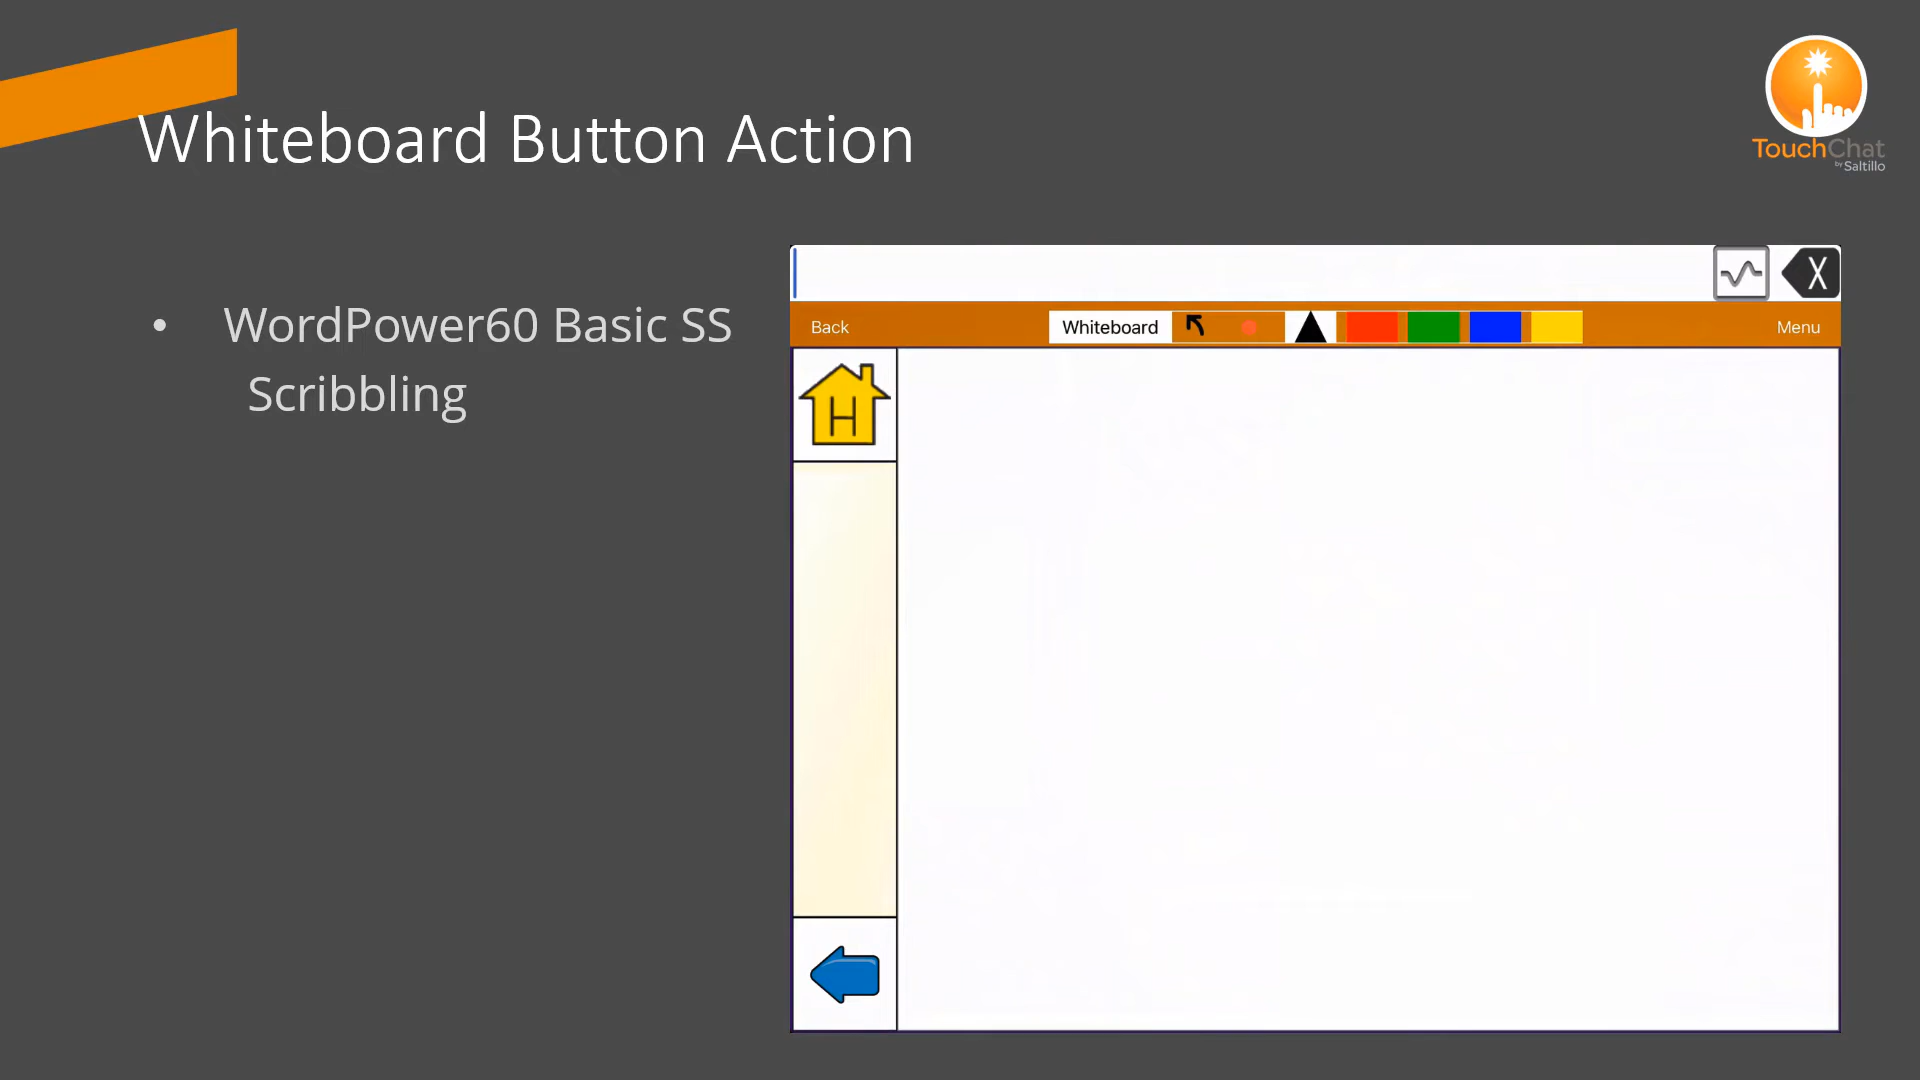 Whiteboard Button Action
TouchChat
by Saltillo
• WordPower60 Basic SS
Scribbling
X
Back
Whiteboard
Menu
H